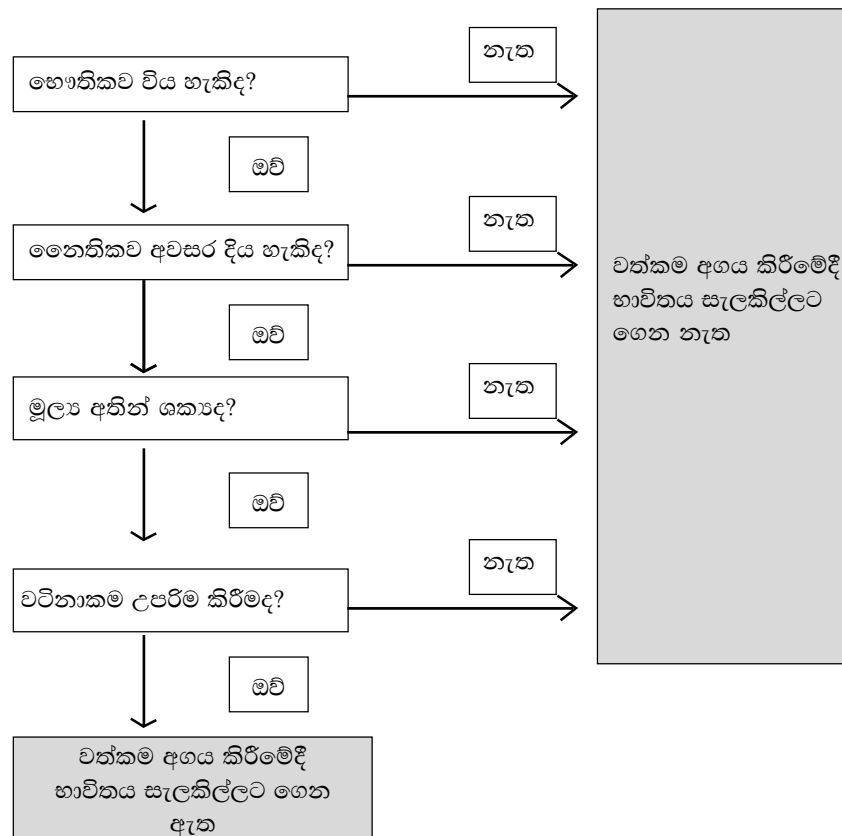 නැත
භෞතිකව විය හැකිද?
ඔව්
නැත
නෛතිකව අවසර දිය හැකිද?
වත්කම අගය කිරීමේදී
භාවිතය සැලකිල්ලට
ගෙන නැත
ඔව්
නැත
මූල්‍ය අතින් ශක්‍යද?
ඔව්
නැත
වටිනාකම උපරිම කිරීමද?
ඔව්
වත්කම අගය කිරීමේදී
භාවිතය සැලකිල්ලට ගෙන
ඇත